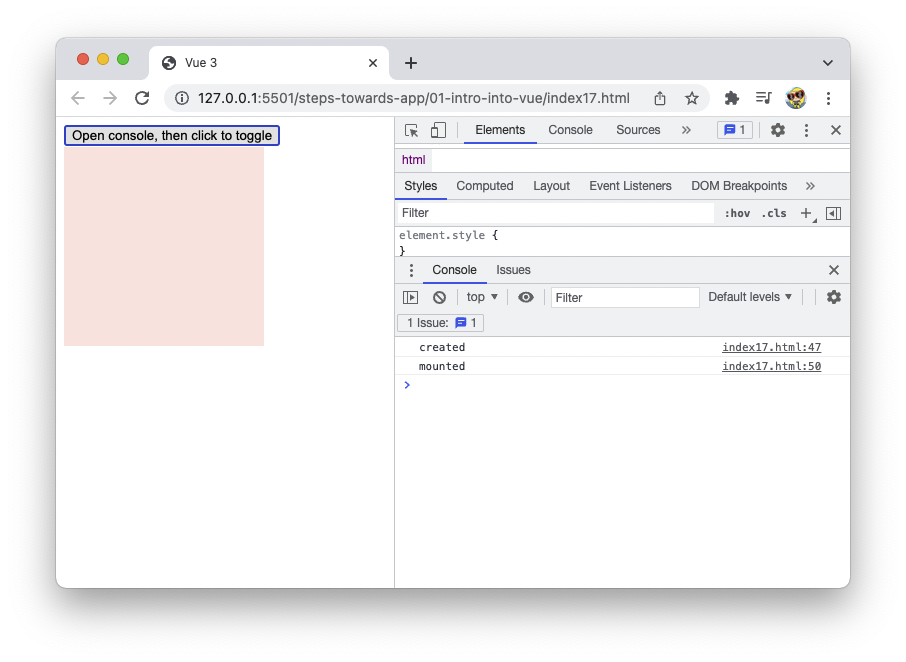 Vue 3
127.0.0.1:5501/steps-towards-app/01-intro-into-vue/index17.html
Open console, then click to toggle
Elements Console Sources » 1
html
Styles Computed Layout Event Listeners DOM Breakpoints »
Filter :hov .cls +
element.style {
}
Console Issues
top Filter Default levels
1 Issue: 1
created index17.html:47
mounted index17.html:50
>